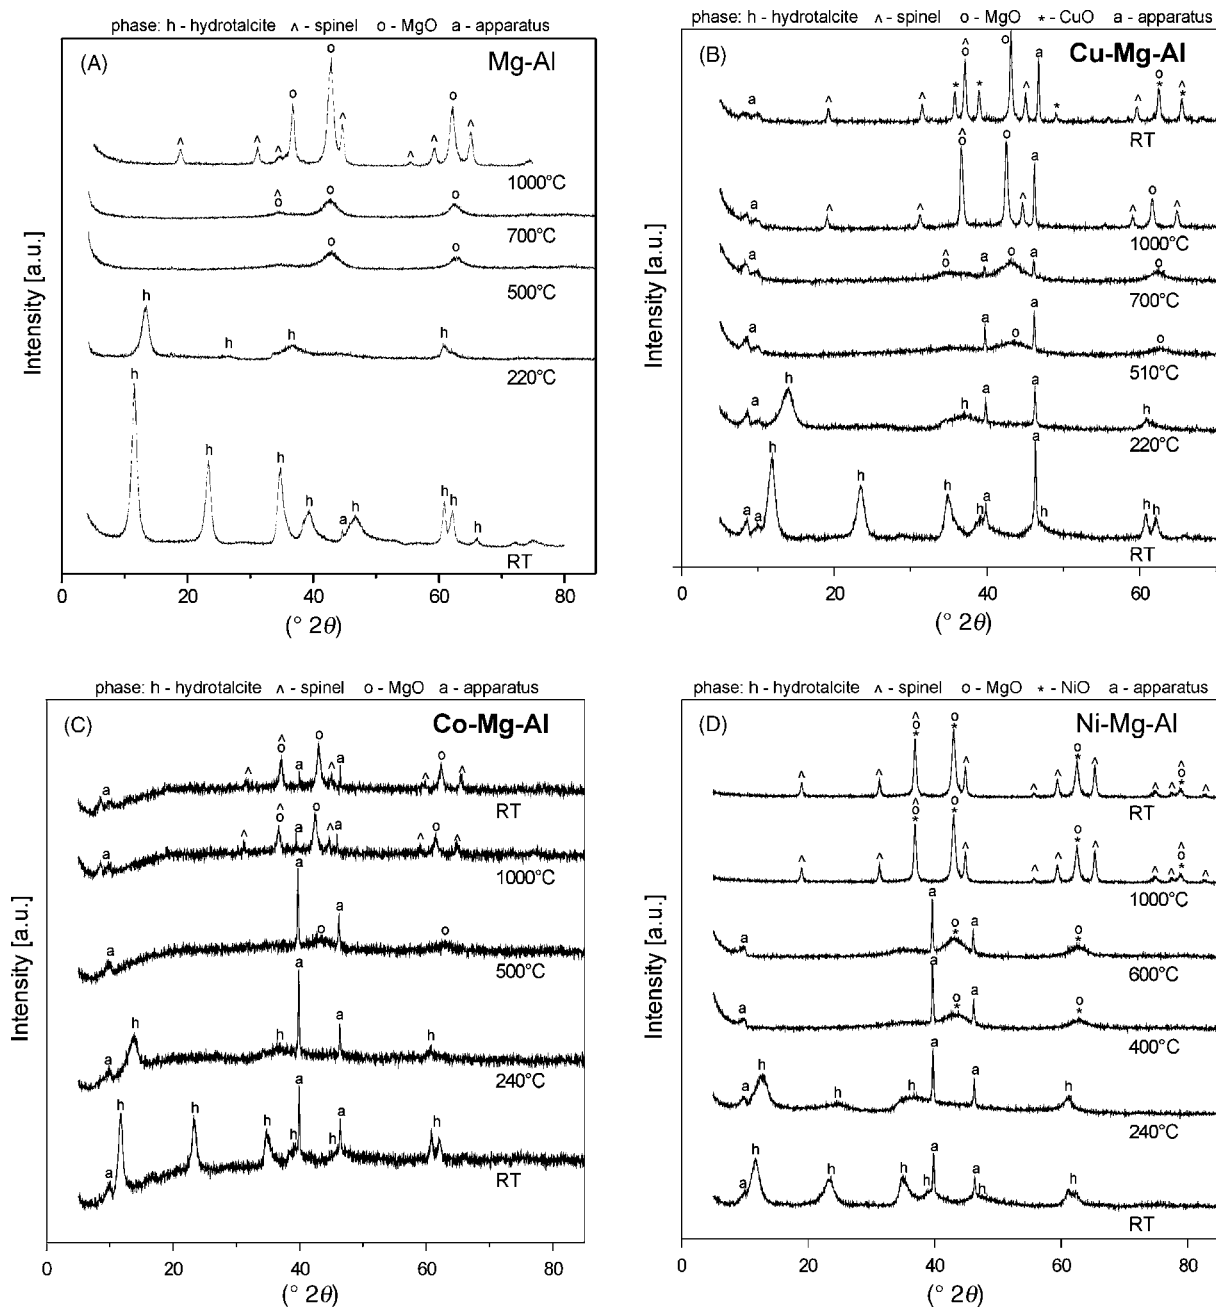 phase: h - hydrotalcite ^ - spinel o - MgO a - apparatus
(A) Mg-Al
o
o o
^ ^ ^ ^ ^ ^ ^
1000°C
^
o o o
700°C
o o
500°C
h h h h
220°C
h h h h a h h h h
RT
Intensity [a.u.]
0 20 40 60 80
(° 2θ)
phase: h - hydrotalcite ^ - spinel o - MgO * - CuO a - apparatus
(B) Cu-Mg-Al
a ^ ^ * ^ o * o ^ a * ^ o * ^ *
RT
a ^ ^ ^ o o ^ a ^ o ^
1000°C
a ^ o a o a o
700°C
a a o a o
510°C
a h h a a h
220°C
a a h h h h a a h h h
RT
Intensity [a.u.]
0 20 40 60
(° 2θ)
phase: h - hydrotalcite ^ - spinel o - MgO a - apparatus
(C) Co-Mg-Al
a ^ ^ o a o ^ a ^ o ^
RT
a ^ ^ o a o ^ a ^ o ^
1000°C
a a o a o
500°C
a h h a a h
240°C
a h h h h a h a h
RT
Intensity [a.u.]
0 20 40 60 80
(° 2θ)
phase: h - hydrotalcite ^ - spinel o - MgO * - NiO a - apparatus
(D) Ni-Mg-Al
^ ^ ^ o * o * ^ ^ ^ o * ^ ^ ^ ^ o * ^
RT
^ ^ ^ o * o * ^ ^ ^ o * ^ ^ ^ ^ o * ^
1000°C
a a o * a o *
600°C
a a o * a o *
400°C
a h h h a a h
240°C
a h h h h a a h h
RT
Intensity [a.u.]
0 20 40 60 80
(° 2θ)